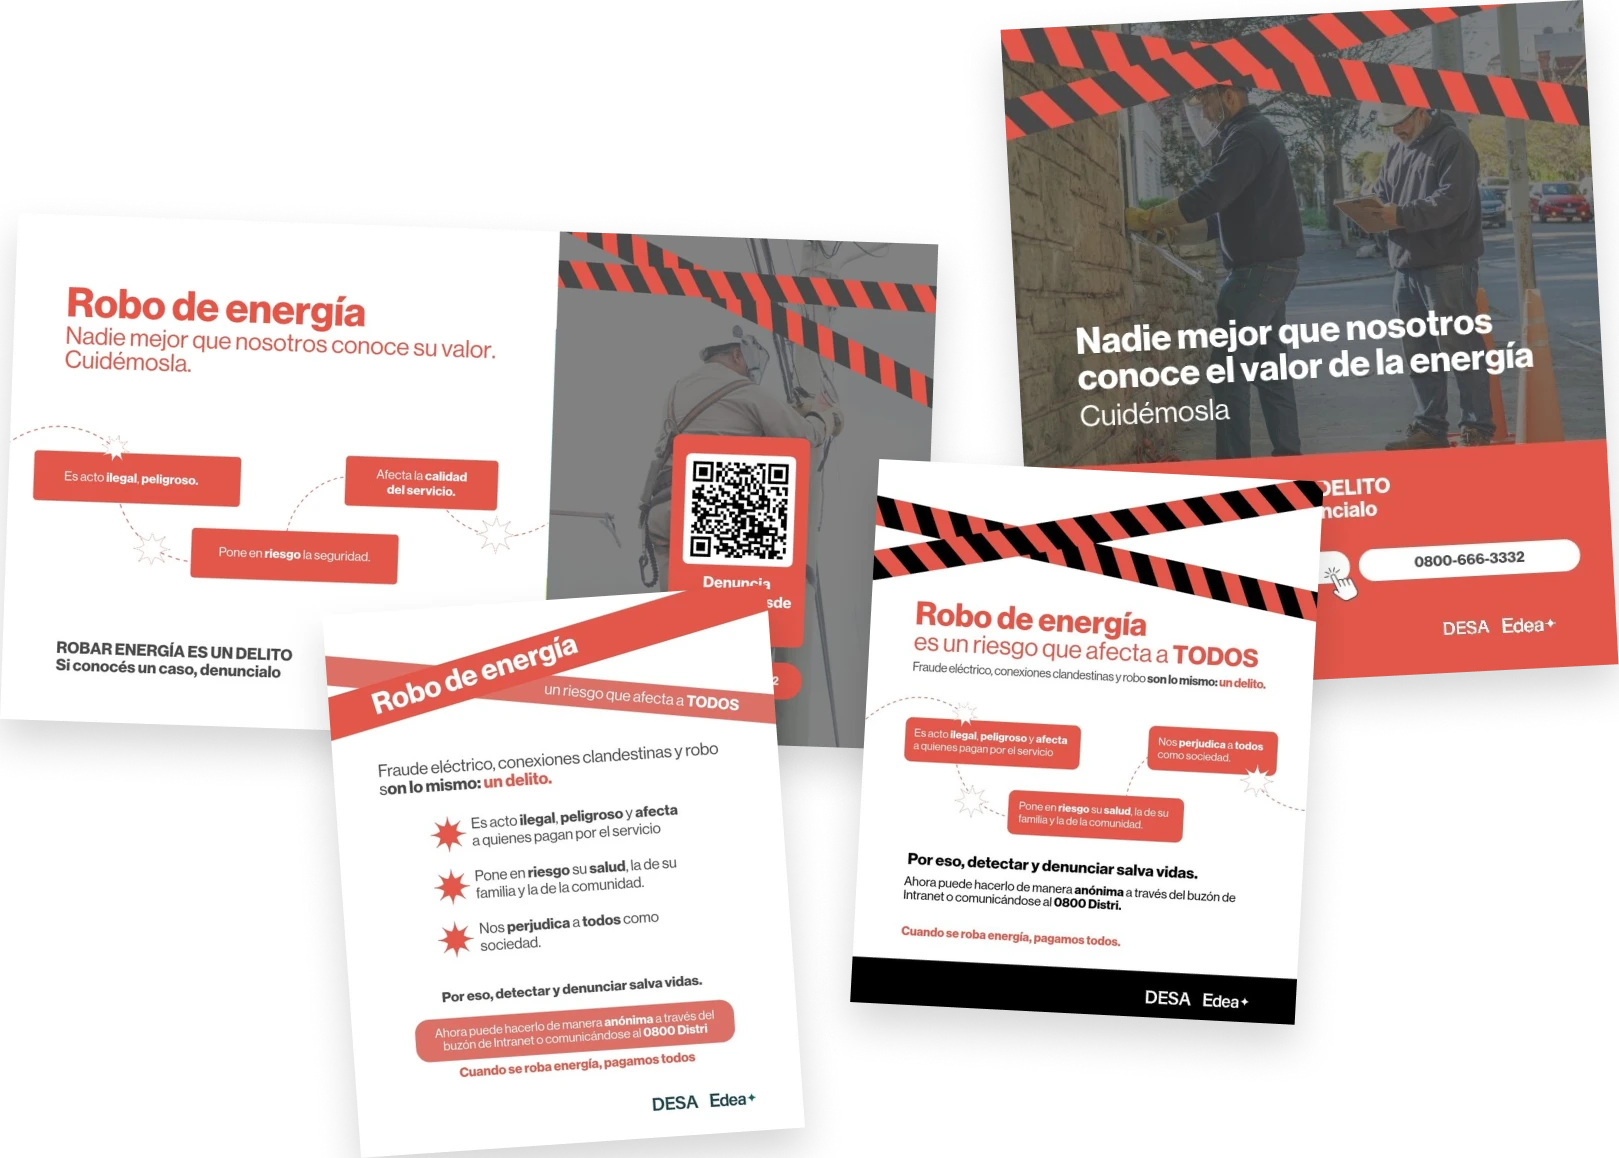 Robo de energía
Nadie mejor que nosotros conoce su valor.
Cuidémosla.
Es acto ilegal, peligroso.
Afecta la calidad
del servicio.
Pone en riesgo la seguridad.
ROBAR ENERGÍA ES UN DELITO
Si conocés un caso, denuncialo
Denuncia
sde
2
Nadie mejor que nosotros
conoce el valor de la energía
Cuidémosla
DELITO
ncialo
0800-666-3332
DESA Edea
Robo de energía
un riesgo que afecta a TODOS
Fraude eléctrico, conexiones clandestinas y robo
son lo mismo: un delito.
Es acto ilegal, peligroso y afecta
a quienes pagan por el servicio
Pone en riesgo su salud, la de su
familia y la de la comunidad.
Nos perjudica a todos como
sociedad.
Por eso, detectar y denunciar salva vidas.
Ahora puede hacerlo de manera anónima a través del
buzón de Intranet o comunicándose al 0800 Distri
Cuando se roba energía, pagamos todos
DESA Edea
Robo de energía
es un riesgo que afecta a TODOS
Fraude eléctrico, conexiones clandestinas y robo son lo mismo: un delito.
Es acto ilegal, peligroso y afecta
a quienes pagan por el servicio
Nos perjudica a todos
como sociedad.
Pone en riesgo su salud, la de su
familia y la de la comunidad.
Por eso, detectar y denunciar salva vidas.
Ahora puede hacerlo de manera anónima a través del buzón de
Intranet o comunicándose al 0800 Distri.
Cuando se roba energía, pagamos todos.
DESA Edea